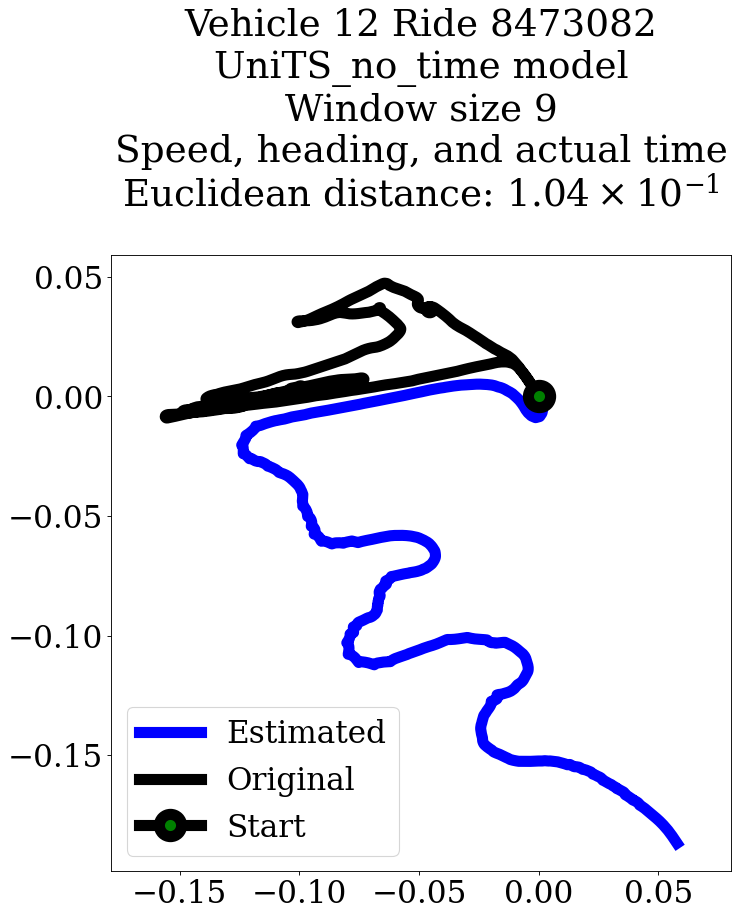 Vehicle 12 Ride 8473082
UniTS_no_time model
Window size 9
Speed, heading, and actual time
Euclidean distance: 1.04 × 10⁻¹
0.05
0.00
−0.05
−0.10
−0.15
Estimated
Original
Start
−0.15 −0.10 −0.05 0.00 0.05